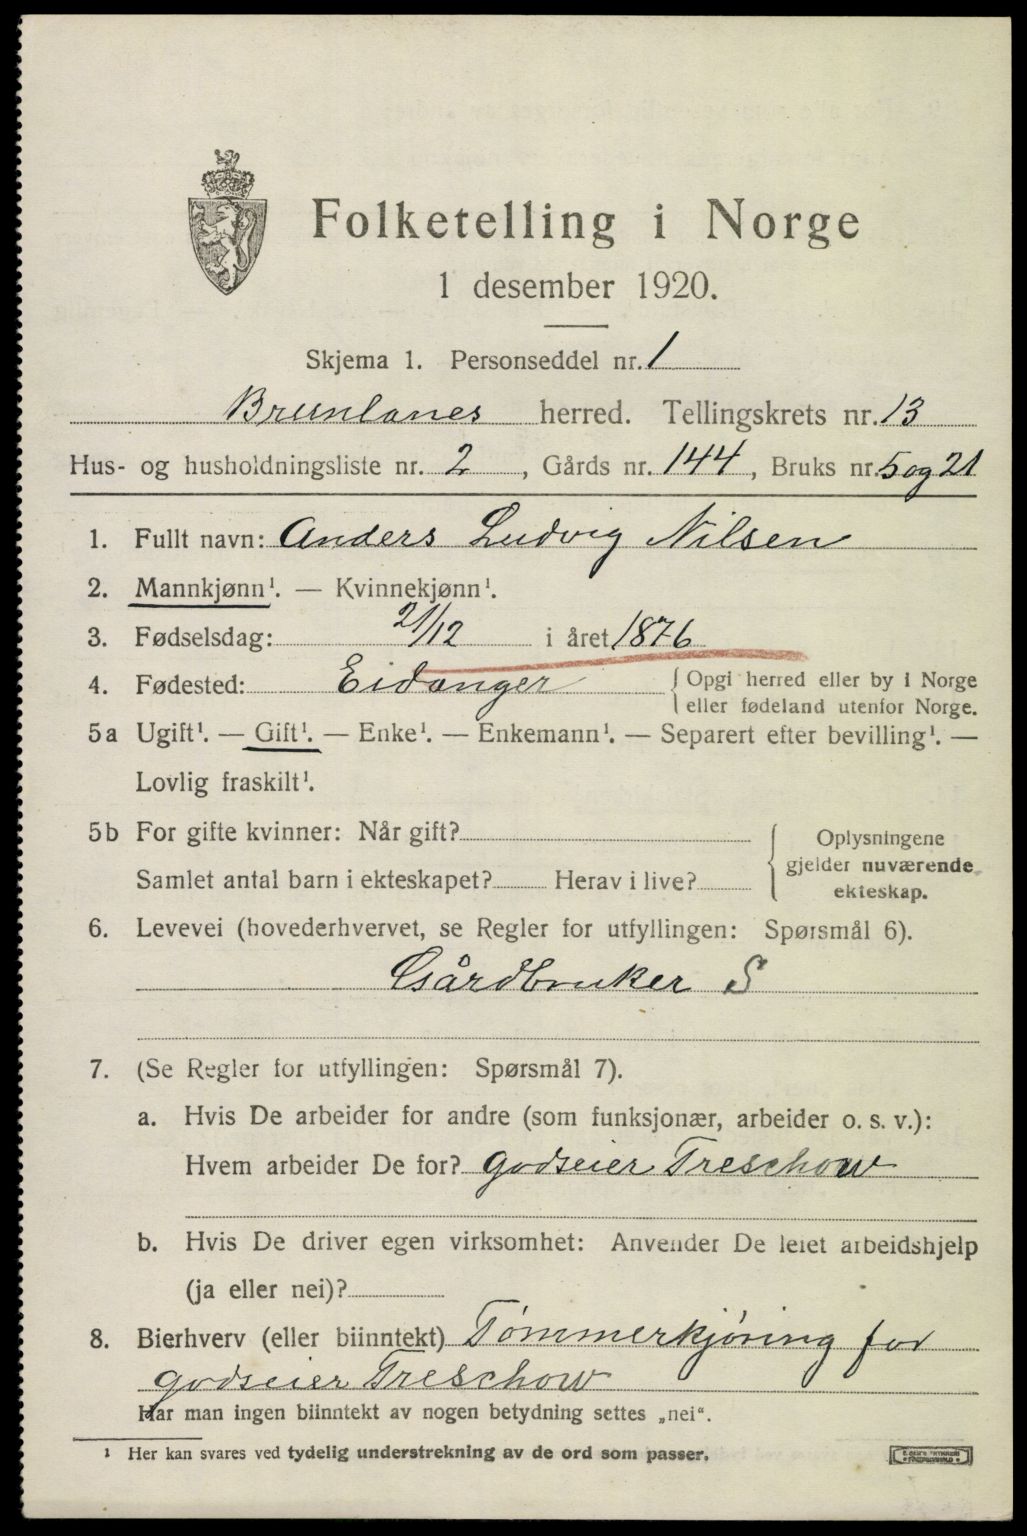 Folketelling i Norge
1 desember 1920.
Skjema 1. Personseddel nr. 1
Brunlanes herred. Tellingskrets nr. 13
Hus- og husholdningsliste nr. 2, Gårds nr. 144, Bruks nr. 5 og 21
1. Fullt navn: Anders Ludvig Nilsen
2. Mannkjønn¹. — Kvinnekjønn¹.
3. Fødselsdag: 21/12 i året 1876
4. Fødested: Eidanger { Opgi herred eller by i Norge
eller fødeland utenfor Norge.
5a Ugift¹. — Gift¹. — Enke¹. — Enkemann¹. — Separert efter bevilling¹. —
Lovlig fraskilt¹.
5b For gifte kvinner: Når gift?
Samlet antal barn i ekteskapet? Herav i live?
Oplysningene
gjelder nuværende
ekteskap.
6. Levevei (hovederhvervet, se Regler for utfyllingen: Spørsmål 6).
Gårdbruker S
7. (Se Regler for utfyllingen: Spørsmål 7).
a. Hvis De arbeider for andre (som funksjonær, arbeider o. s. v.):
Hvem arbeider De for? godseier Treschow
b. Hvis De driver egen virksomhet: Anvender De leiet arbeidshjelp
(ja eller nei)?
8. Bierhverv (eller biinntekt) Tømmerkjøring for
godseier Treschow
Har man ingen biinntekt av nogen betydning settes „nei“.
¹ Her kan svares ved tydelig understrekning av de ord som passer.